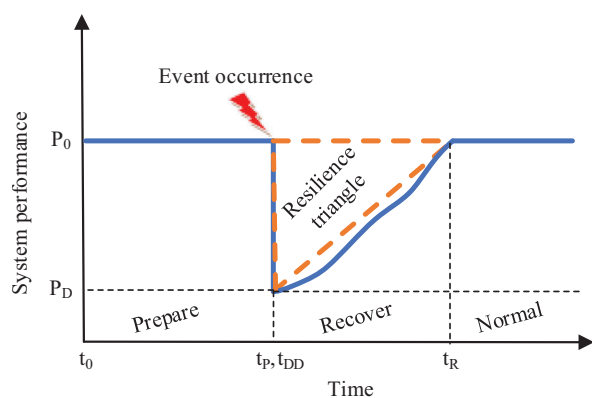 Event occurrence
System performance
P0
Resilience
triangle
PD
Prepare
Recover
Normal
t0
tP, tDD
tR
Time